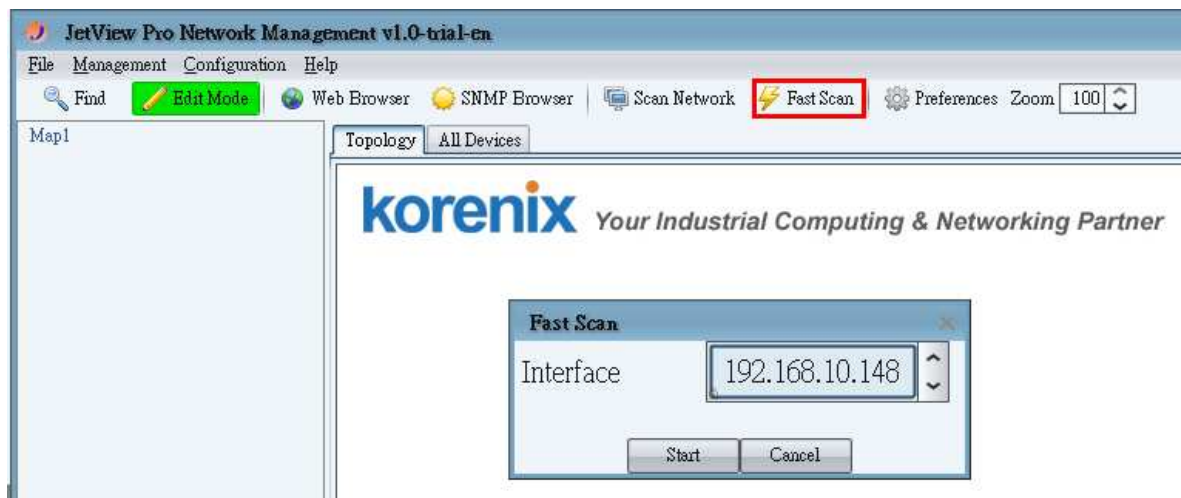 JetView Pro Network Management v1.0-trial-en
File Management Configuration Help
Find Edit Mode Web Browser SNMP Browser Scan Network Fast Scan Preferences Zoom 100
Map1
Topology All Devices
korenix Your Industrial Computing & Networking Partner
Fast Scan
Interface 192.168.10.148
Start Cancel